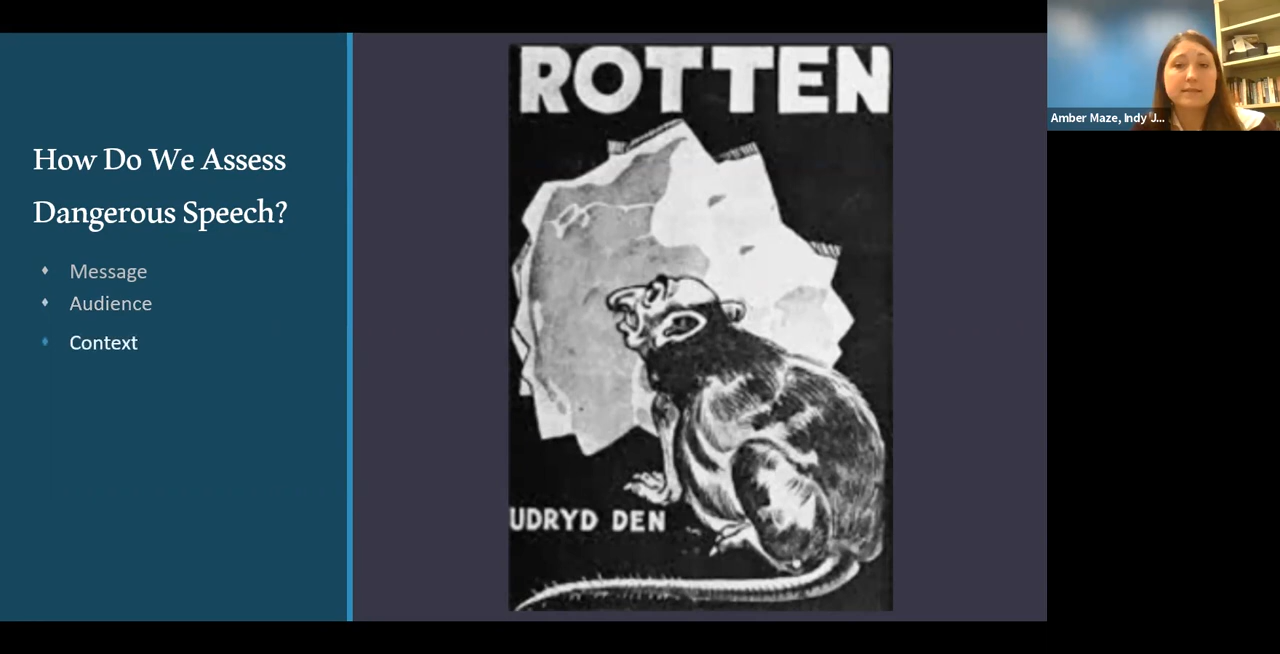 How Do We Assess
Dangerous Speech?
Message
Audience
Context
ROTTEN
UDRYD DEN
Amber Maze, Indy J...